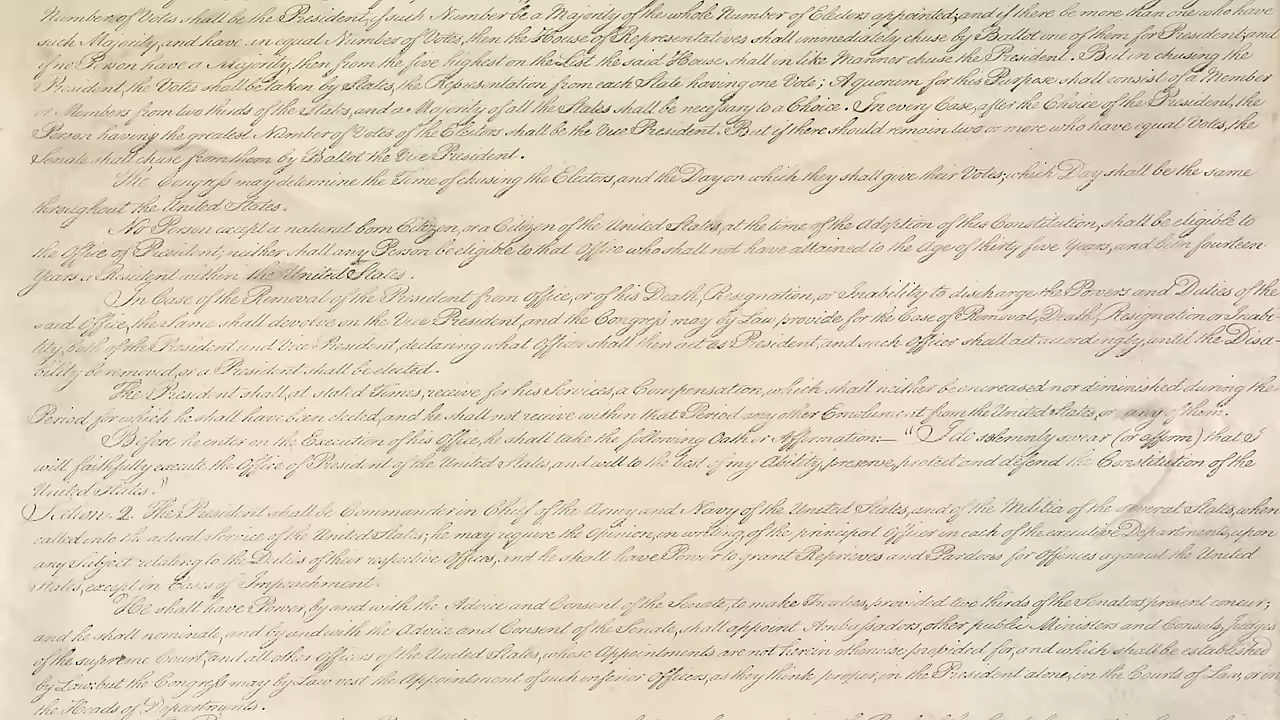 Number of Votes shall be the President, if such Number be a Majority of the whole Number of Electors appointed; and if there be more than one who have
such Majority, and have an equal Number of Votes, then the House of Representatives shall immediately chuse by Ballot one of them for President; and
if no Person have a Majority, then from the five highest on the List the said House shall in like Manner chuse the President. But in chusing the
President, the Votes shall be taken by States, the Representation from each State having one Vote; A quorum for this Purpose shall consist of a Member
or Members from two thirds of the States, and a Majority of all the States shall be necessary to a Choice. In every Case, after the Choice of the President, the
Person having the greatest Number of Votes of the Electors shall be the Vice President. But if there should remain two or more who have equal Votes, the
Senate shall chuse from them by Ballot the Vice President.
The Congress may determine the Time of chusing the Electors, and the Day on which they shall give their Votes; which Day shall be the same
throughout the United States.
No Person except a natural born Citizen, or a Citizen of the United States, at the time of the Adoption of this Constitution, shall be eligible to
the Office of President; neither shall any Person be eligible to that Office who shall not have attained to the Age of thirty five Years, and been fourteen
Years a Resident within the United States.
In Case of the Removal of the President from Office, or of his Death, Resignation, or Inability to discharge the Powers and Duties of the
said Office, the same shall devolve on the Vice President, and the Congress may by Law provide for the Case of Removal, Death, Resignation or Inabi-
lity, both of the President and Vice President, declaring what Officer shall then act as President, and such Officer shall act accordingly, until the Disa-
bility be removed, or a President shall be elected.
The President shall, at stated Times, receive for his Services, a Compensation, which shall neither be encreased nor diminished during the
Period for which he shall have been elected, and he shall not receive within that Period any other Emolument from the United States, or any of them.
Before he enter on the Execution of his Office, he shall take the following Oath or Affirmation:— "I do solemnly swear (or affirm) that I
will faithfully execute the Office of President of the United States, and will to the best of my Ability, preserve, protect and defend the Constitution of the
United States."
Section. 2. The President shall be Commander in Chief of the Army and Navy of the United States, and of the Militia of the several States, when
called into the actual Service of the United States; he may require the Opinion, in writing, of the principal Officer in each of the executive Departments, upon
any Subject relating to the Duties of their respective Offices, and he shall have Power to grant Reprieves and Pardons for Offences against the United
States, except in Cases of Impeachment.
He shall have Power, by and with the Advice and Consent of the Senate, to make Treaties, provided two thirds of the Senators present concur;
and he shall nominate, and by and with the Advice and Consent of the Senate, shall appoint Ambassadors, other public Ministers and Consuls, Judges
of the supreme Court, and all other Officers of the United States, whose Appointments are not herein otherwise provided for, and which shall be established
by Law: but the Congress may by Law vest the Appointment of such inferior Officers, as they think proper, in the President alone, in the Courts of Law, or in
the Heads of Departments.